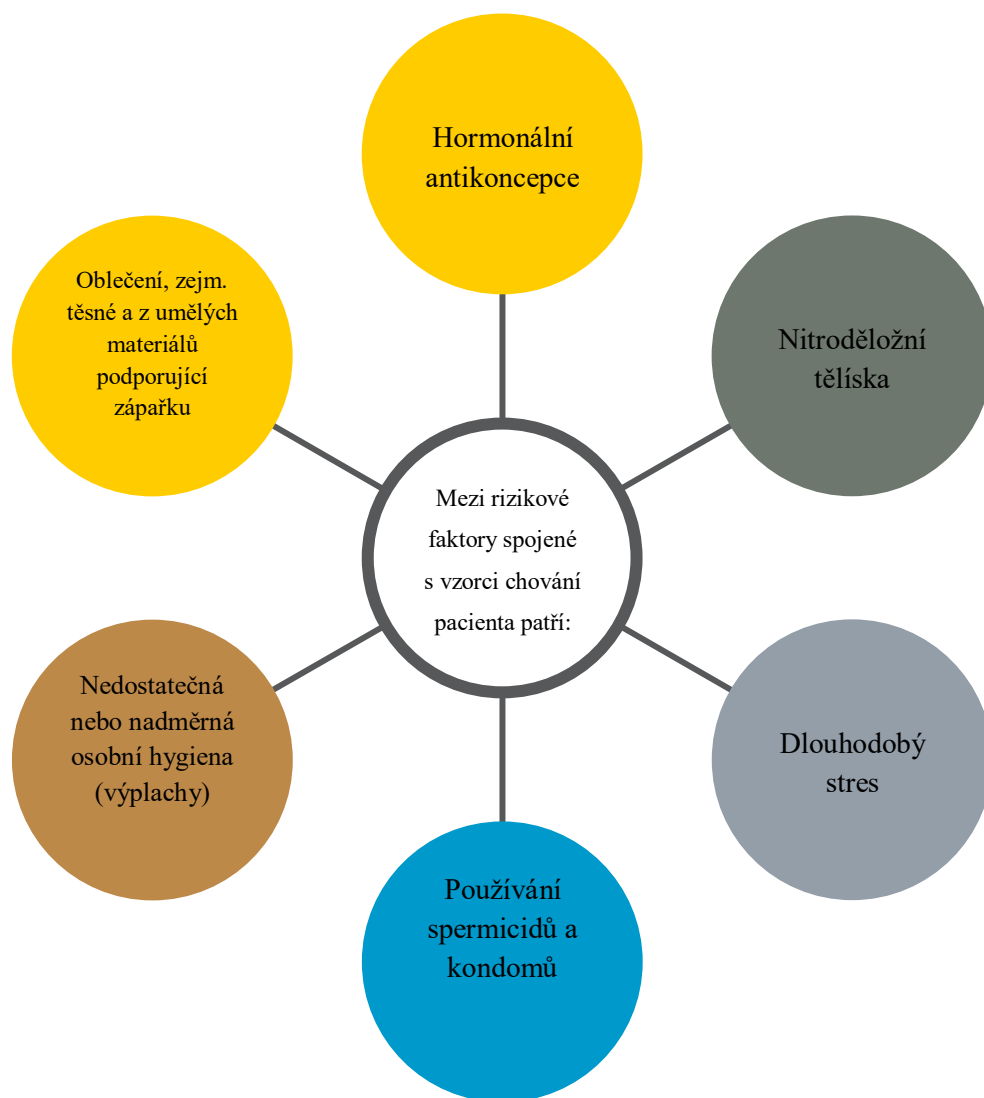 Hormonální
antikoncepce
Oblečení, zejm.
těsné a z umělých
materiálů
podporující
zápařku
Nitroděložní
tělíska
Mezi rizikové
faktory spojené
s vzorci chování
pacienta patří:
Nedostatečná
nebo nadměrná
osobní hygiena
(výplachy)
Dlouhodobý
stres
Používání
spermicidů a
kondomů